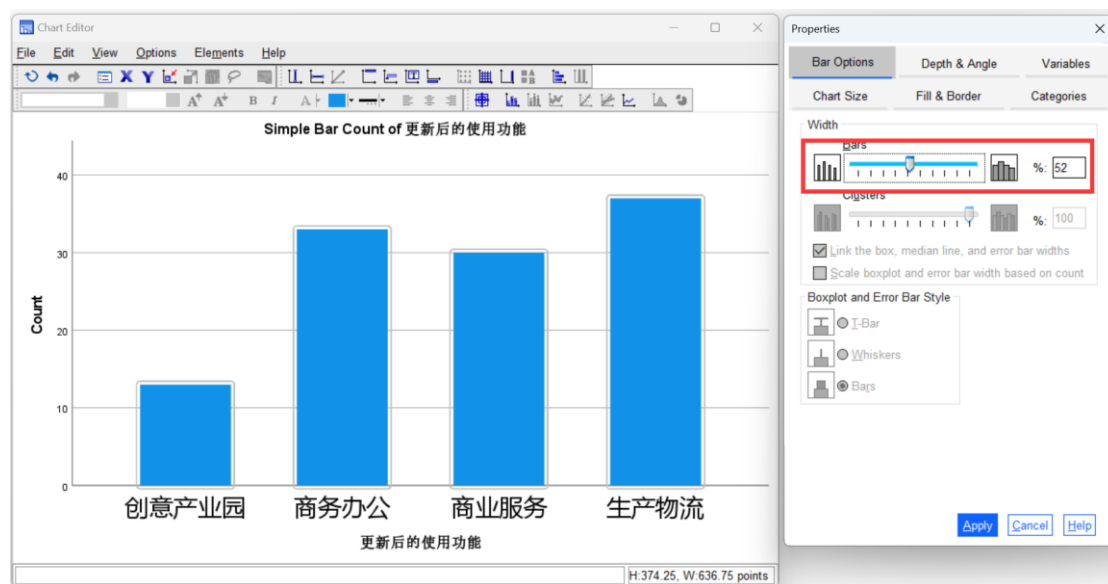 Chart Editor
File Edit View Options Elements Help
A A B I A
Simple Bar Count of 更新后的使用功能
40
30
20
10
0
Count
创意产业园 商务办公 商业服务 生产物流
更新后的使用功能
H:374.25, W:636.75 points
Properties
Bar Options Depth & Angle Variables
Chart Size Fill & Border Categories
Width
Bars
%: 52
Clusters
%: 100
Link the box, median line, and error bar widths
Scale boxplot and error bar width based on count
Boxplot and Error Bar Style
T-Bar
Whiskers
Bars
Apply Cancel Help